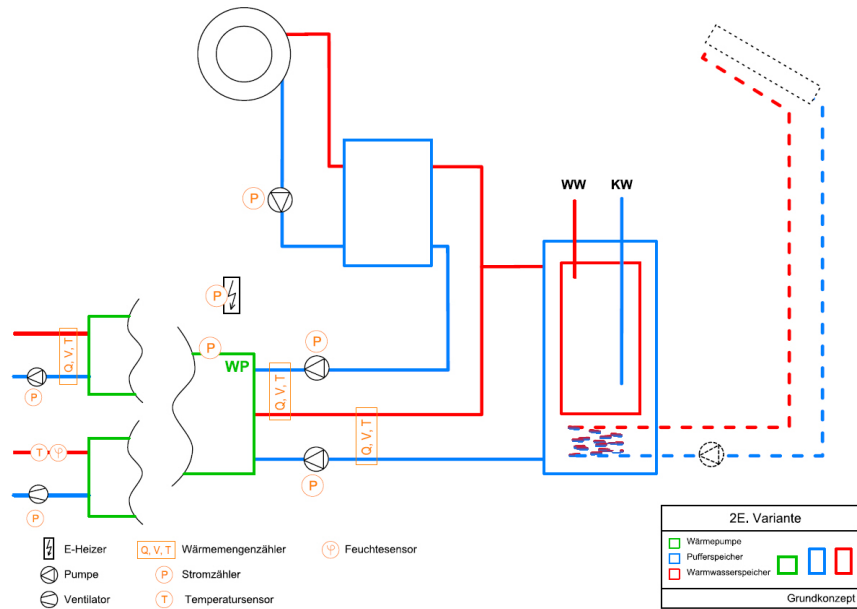 P
WW KW
P
P
P
WP
Q, V, T
Q, V, T
Q, V, T
P
T φ
P
P
E-Heizer
Q, V, T Wärmemengenzähler
φ Feuchtesensor
Pumpe
P Stromzähler
Ventilator
T Temperatursensor
2E. Variante
Wärmepumpe
Pufferspeicher
Warmwasserspeicher
Grundkonzept